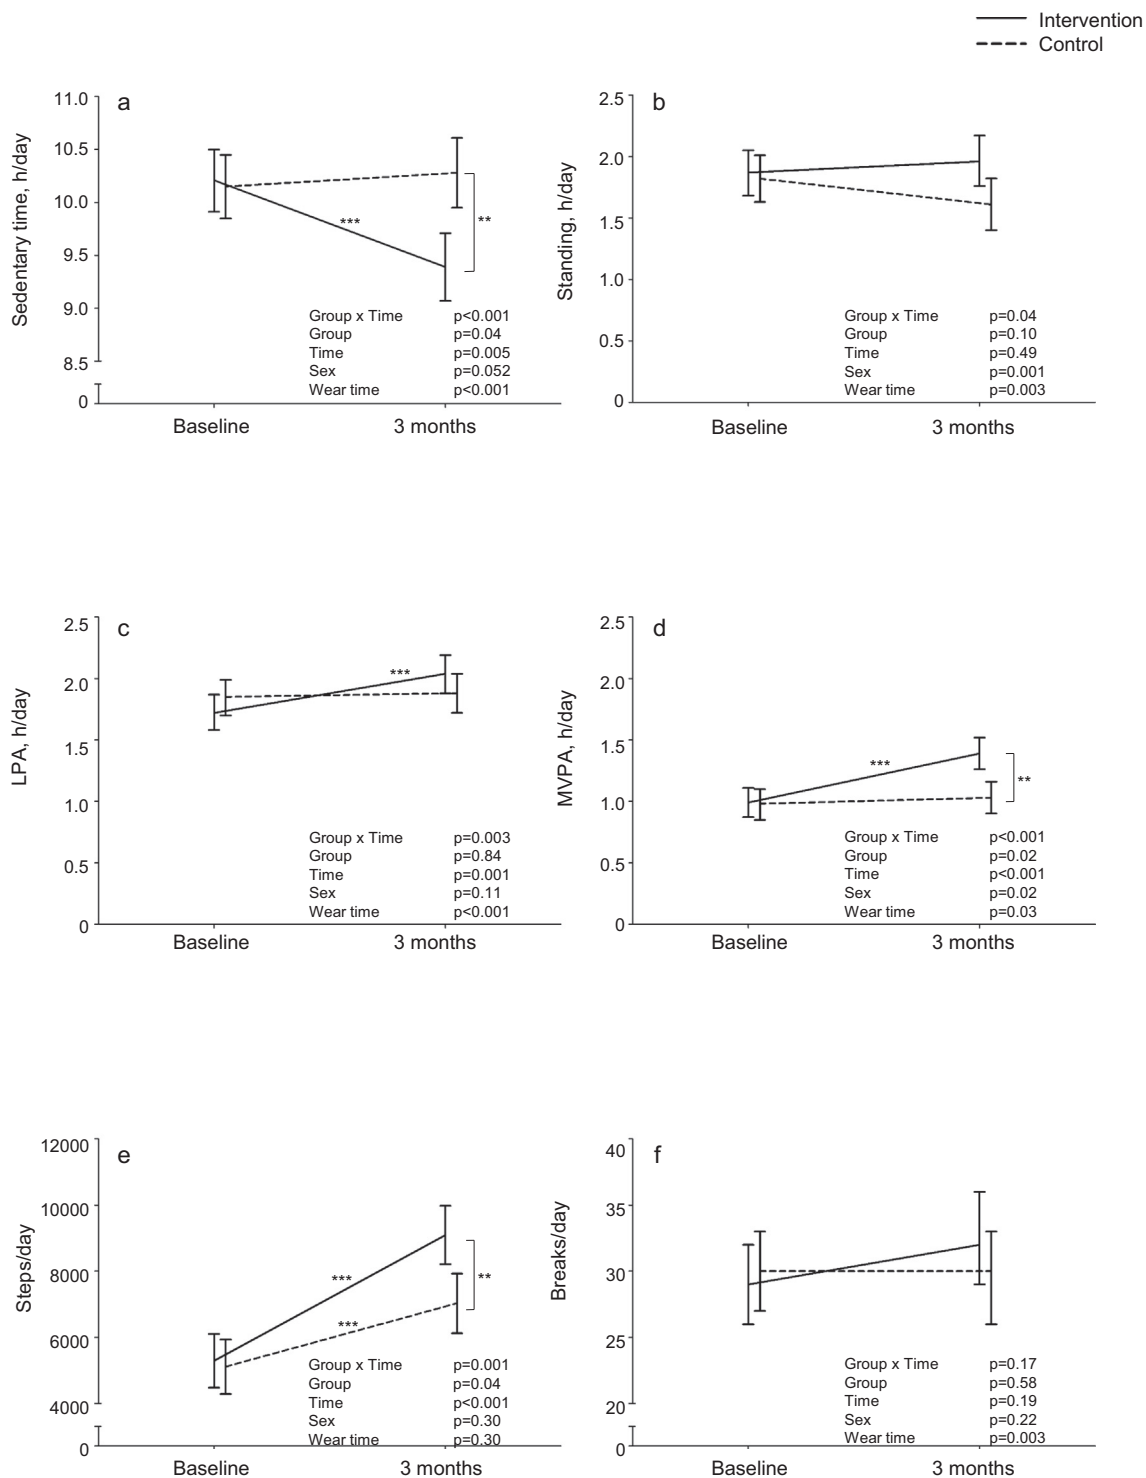 Intervention
Control
a
Sedentary time, h/day
11.0
10.5
10.0
9.5
9.0
8.5
0
***
**
Group x Time p<0.001
Group p=0.04
Time p=0.005
Sex p=0.052
Wear time p<0.001
Baseline 3 months
b
Standing, h/day
2.5
2.0
1.5
1.0
0.5
0
Group x Time p=0.04
Group p=0.10
Time p=0.49
Sex p=0.001
Wear time p=0.003
Baseline 3 months
c
LPA, h/day
2.5
2.0
1.5
1.0
0.5
0
***
Group x Time p=0.003
Group p=0.84
Time p=0.001
Sex p=0.11
Wear time p<0.001
Baseline 3 months
d
MVPA, h/day
2.5
2.0
1.5
1.0
0.5
0
***
**
Group x Time p<0.001
Group p=0.02
Time p<0.001
Sex p=0.02
Wear time p=0.03
Baseline 3 months
e
Steps/day
12000
10000
8000
6000
4000
0
***
***
**
Group x Time p=0.001
Group p=0.04
Time p<0.001
Sex p=0.30
Wear time p=0.30
Baseline 3 months
f
Breaks/day
40
35
30
25
20
0
Group x Time p=0.17
Group p=0.58
Time p=0.19
Sex p=0.22
Wear time p=0.003
Baseline 3 months